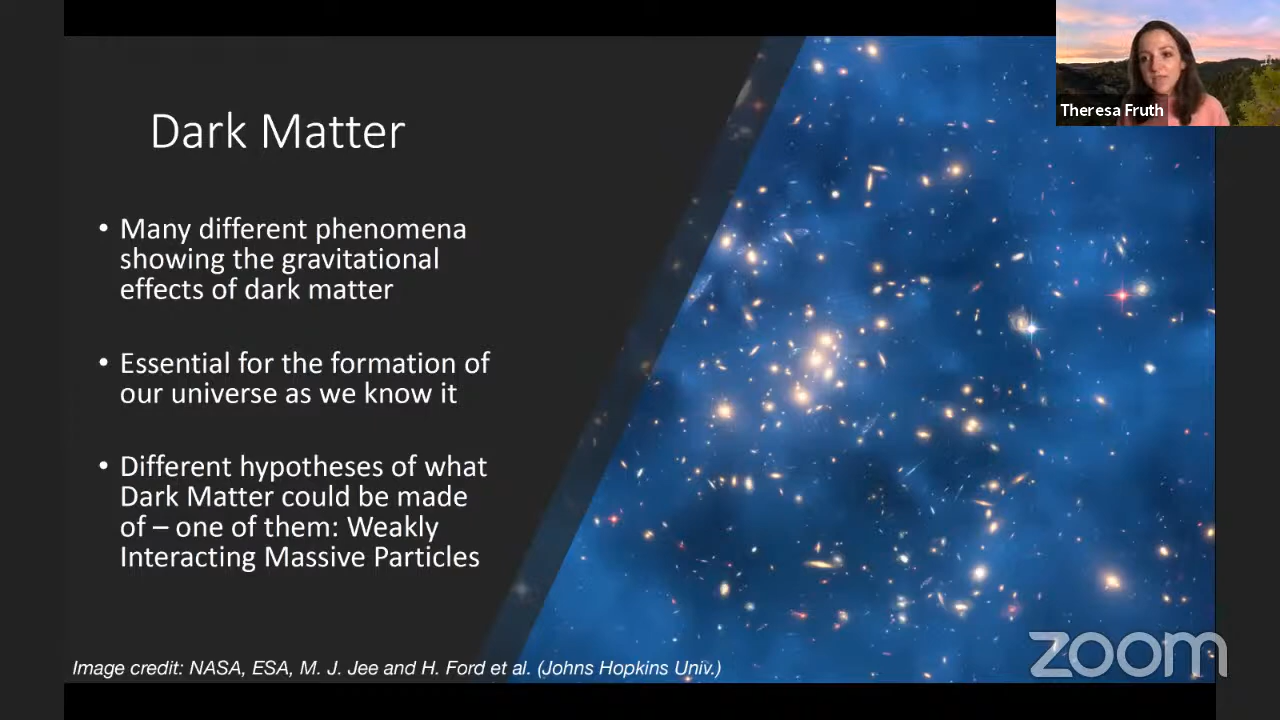 Dark Matter
• Many different phenomena
showing the gravitational
effects of dark matter
• Essential for the formation of
our universe as we know it
• Different hypotheses of what
Dark Matter could be made
of – one of them: Weakly
Interacting Massive Particles
Image credit: NASA, ESA, M. J. Jee and H. Ford et al. (Johns Hopkins Univ.)
Theresa Fruth
zoom